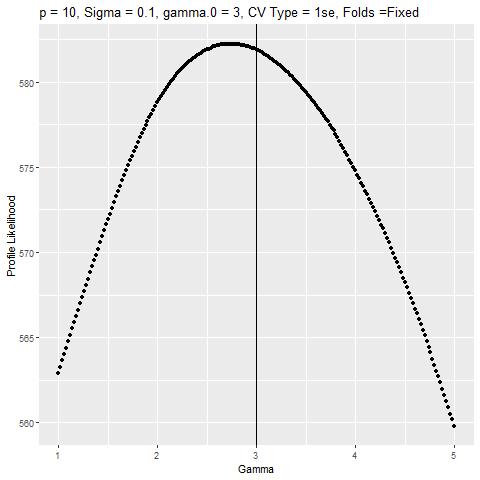 p = 10, Sigma = 0.1, gamma.0 = 3, CV Type = 1se, Folds =Fixed
580
575
570
565
560
Profile Likelihood
1 2 3 4 5
Gamma